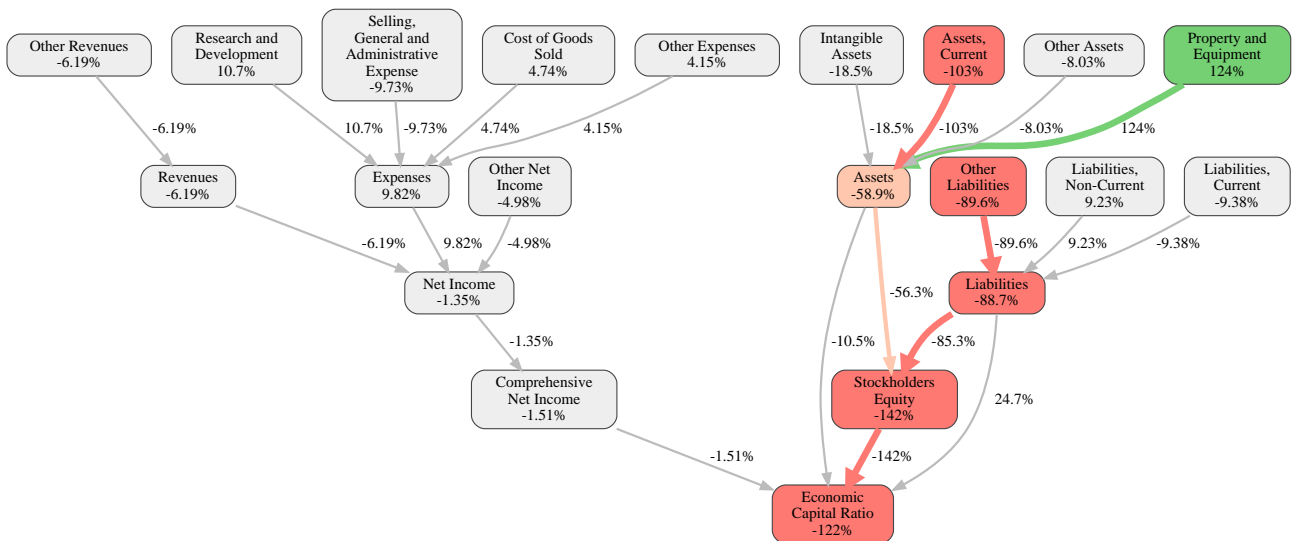 Other Revenues
-6.19%
Research and
Development
10.7%
Selling,
General and
Administrative
Expense
-9.73%
Cost of Goods
Sold
4.74%
Other Expenses
4.15%
Intangible
Assets
-18.5%
Assets,
Current
-103%
Other Assets
-8.03%
Property and
Equipment
124%
-6.19%
10.7%
-9.73%
4.74%
4.15%
-18.5%
-103%
-8.03%
124%
Revenues
-6.19%
Expenses
9.82%
Other Net
Income
-4.98%
Assets
-58.9%
Other
Liabilities
-89.6%
Liabilities,
Non-Current
9.23%
Liabilities,
Current
-9.38%
-6.19%
9.82%
-4.98%
-89.6%
9.23%
-9.38%
Net Income
-1.35%
-56.3%
Liabilities
-88.7%
-1.35%
-10.5%
-85.3%
Comprehensive
Net Income
-1.51%
Stockholders
Equity
-142%
24.7%
-1.51%
-142%
Economic
Capital Ratio
-122%